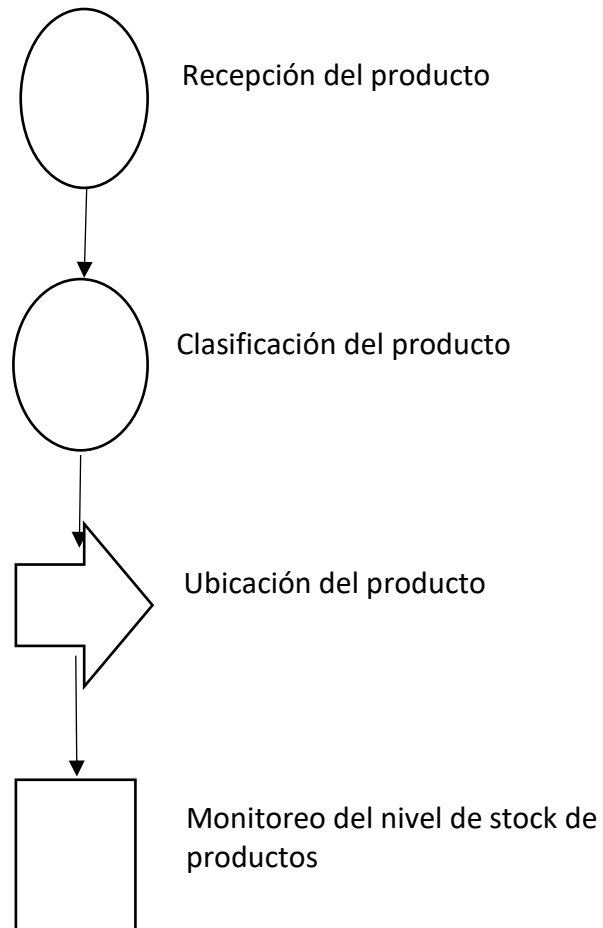 Recepción del producto
Clasificación del producto
Ubicación del producto
Monitoreo del nivel de stock de
productos